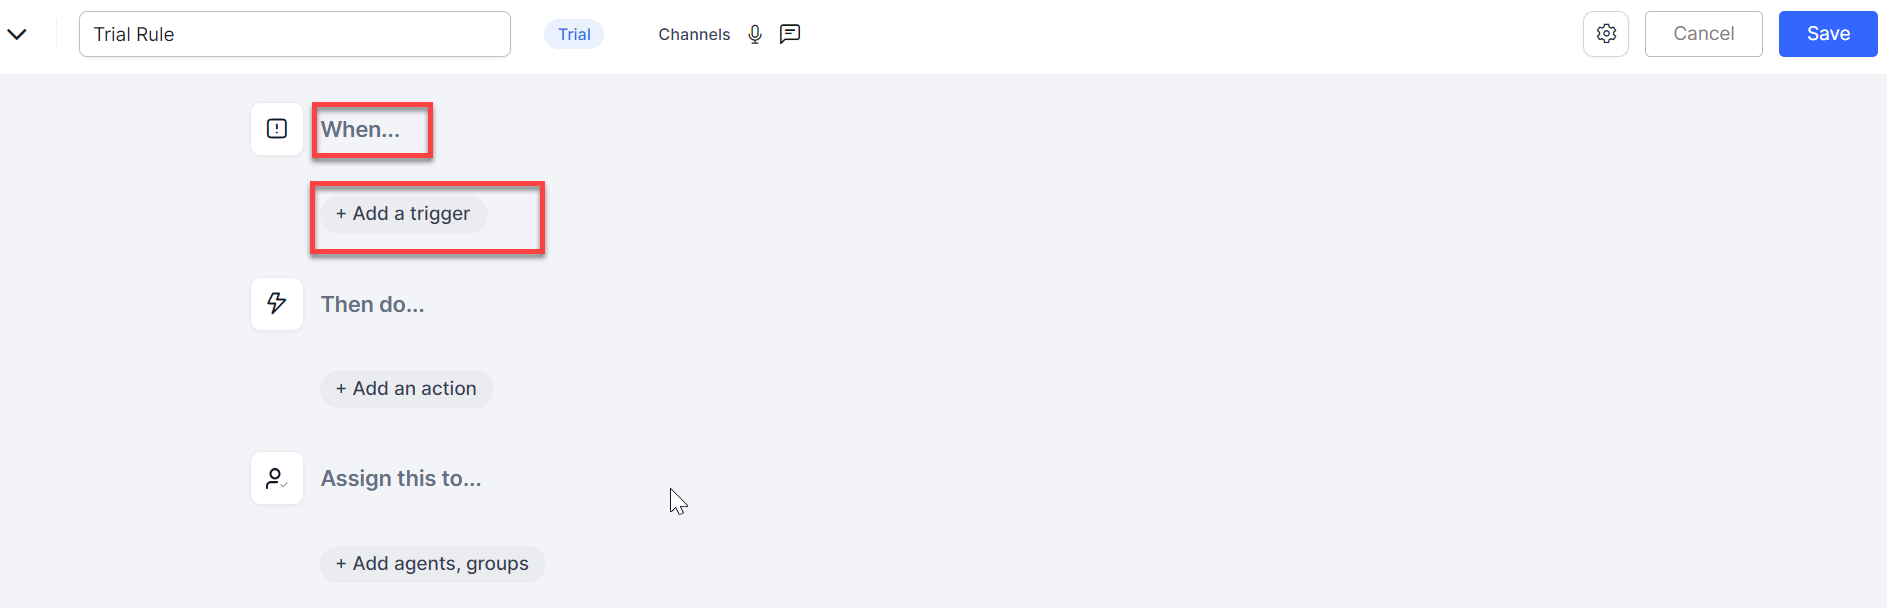 Trial Rule
Trial
Channels
Cancel
Save
When...
+ Add a trigger
Then do...
+ Add an action
Assign this to...
+ Add agents, groups